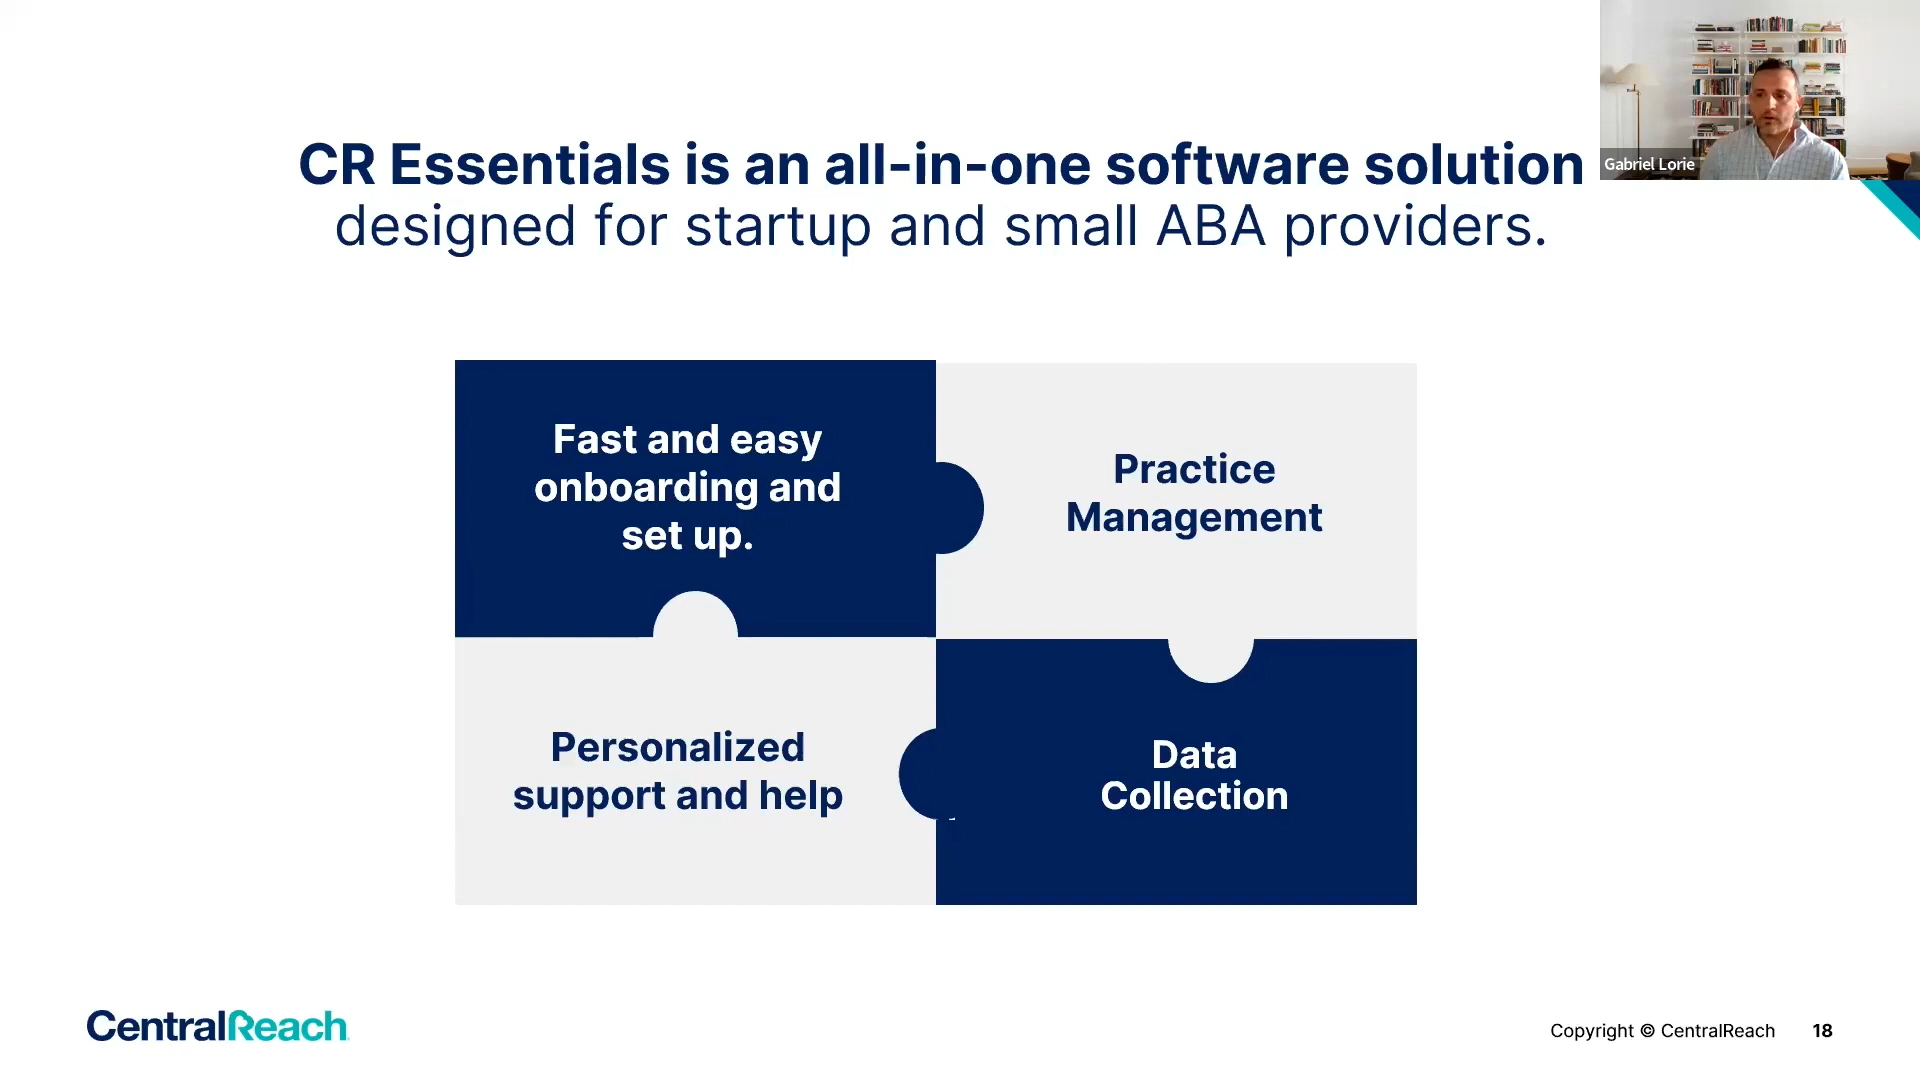 CR Essentials is an all-in-one software solution
designed for startup and small ABA providers.
Gabriel Lorie
Fast and easy
onboarding and
set up.
Practice
Management
Personalized
support and help
Data
Collection
CentralReach
Copyright © CentralReach 18